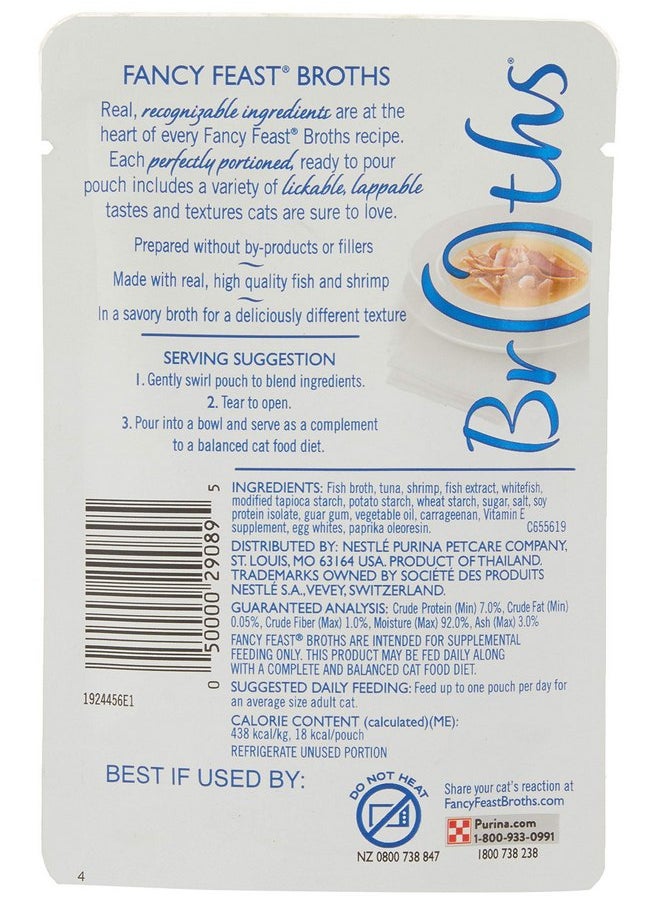 FANCY FEAST® BROTHS
Real, recognizable ingredients are at the
heart of every Fancy Feast® Broths recipe.
Each perfectly portioned, ready to pour
pouch includes a variety of lickable, lappable
tastes and textures cats are sure to love.
Prepared without by-products or fillers
Made with real, high quality fish and shrimp
In a savory broth for a deliciously different texture
Broths®
SERVING SUGGESTION
1. Gently swirl pouch to blend ingredients.
2. Tear to open.
3. Pour into a bowl and serve as a complement
to a balanced cat food diet.
INGREDIENTS: Fish broth, tuna, shrimp, fish extract, whitefish,
modified tapioca starch, potato starch, wheat starch, sugar, salt, soy
protein isolate, guar gum, vegetable oil, carrageenan, Vitamin E
supplement, egg whites, paprika oleoresin. C655619
DISTRIBUTED BY: NESTLÉ PURINA PETCARE COMPANY,
ST. LOUIS, MO 63164 USA. PRODUCT OF THAILAND.
TRADEMARKS OWNED BY SOCIÉTÉ DES PRODUITS
NESTLÉ S.A.,VEVEY, SWITZERLAND.
GUARANTEED ANALYSIS: Crude Protein (Min) 7.0%, Crude Fat (Min)
0.05%, Crude Fiber (Max) 1.0%, Moisture (Max) 92.0%, Ash (Max) 3.0%
FANCY FEAST® BROTHS ARE INTENDED FOR SUPPLEMENTAL
FEEDING ONLY. THIS PRODUCT MAY BE FED DAILY ALONG
WITH A COMPLETE AND BALANCED CAT FOOD DIET.
SUGGESTED DAILY FEEDING: Feed up to one pouch per day for
an average size adult cat.
CALORIE CONTENT (calculated)(ME):
438 kcal/kg, 18 kcal/pouch
REFRIGERATE UNUSED PORTION
0 50000 29089 5
1924456E1
BEST IF USED BY:
DO NOT HEAT
NZ 0800 738 847
Share your cat's reaction at
FancyFeastBroths.com
Purina.com
1-800-933-0991
1800 738 238
4